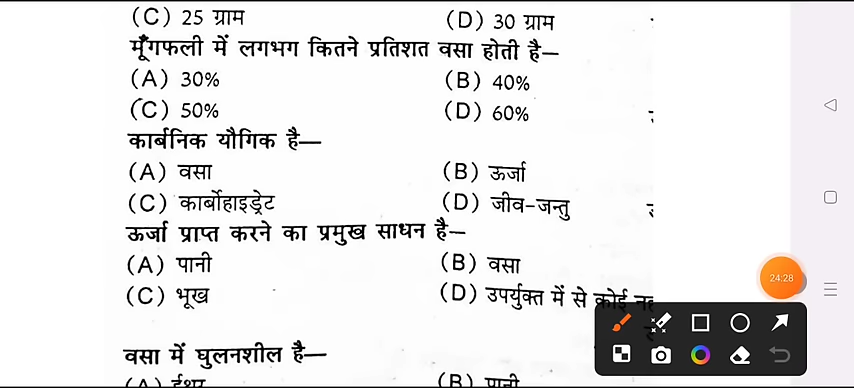 (C) 25 ग्राम (D) 30 ग्राम
मूँगफली में लगभग कितने प्रतिशत वसा होती है—
(A) 30% (B) 40%
(C) 50% (D) 60%
कार्बनिक यौगिक है—
(A) वसा (B) ऊर्जा
(C) कार्बोहाइड्रेट (D) जीव-जन्तु
ऊर्जा प्राप्त करने का प्रमुख साधन है—
(A) पानी (B) वसा
(C) भूख (D) उपर्युक्त में से कोई
24:28
वसा में घुलनशील है—
(A) ईथर (B) पानी